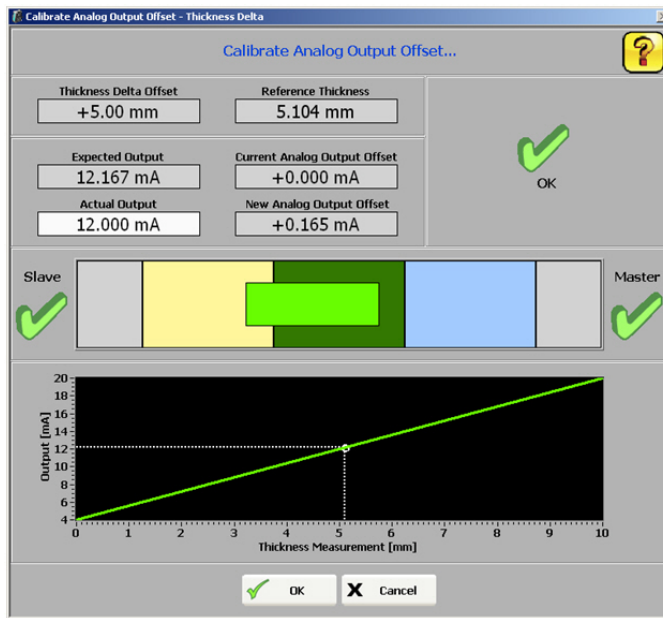 Calibrate Analog Output Offset - Thickness Delta
Calibrate Analog Output Offset...
Thickness Delta Offset
+5.00 mm
Reference Thickness
5.104 mm
Expected Output
12.167 mA
Current Analog Output Offset
+0.000 mA
Actual Output
12.000 mA
New Analog Output Offset
+0.165 mA
OK
Slave
Master
Output [mA]
20
18
16
14
12
10
8
6
4
0 1 2 3 4 5 6 7 8 9 10
Thickness Measurement [mm]
OK
Cancel